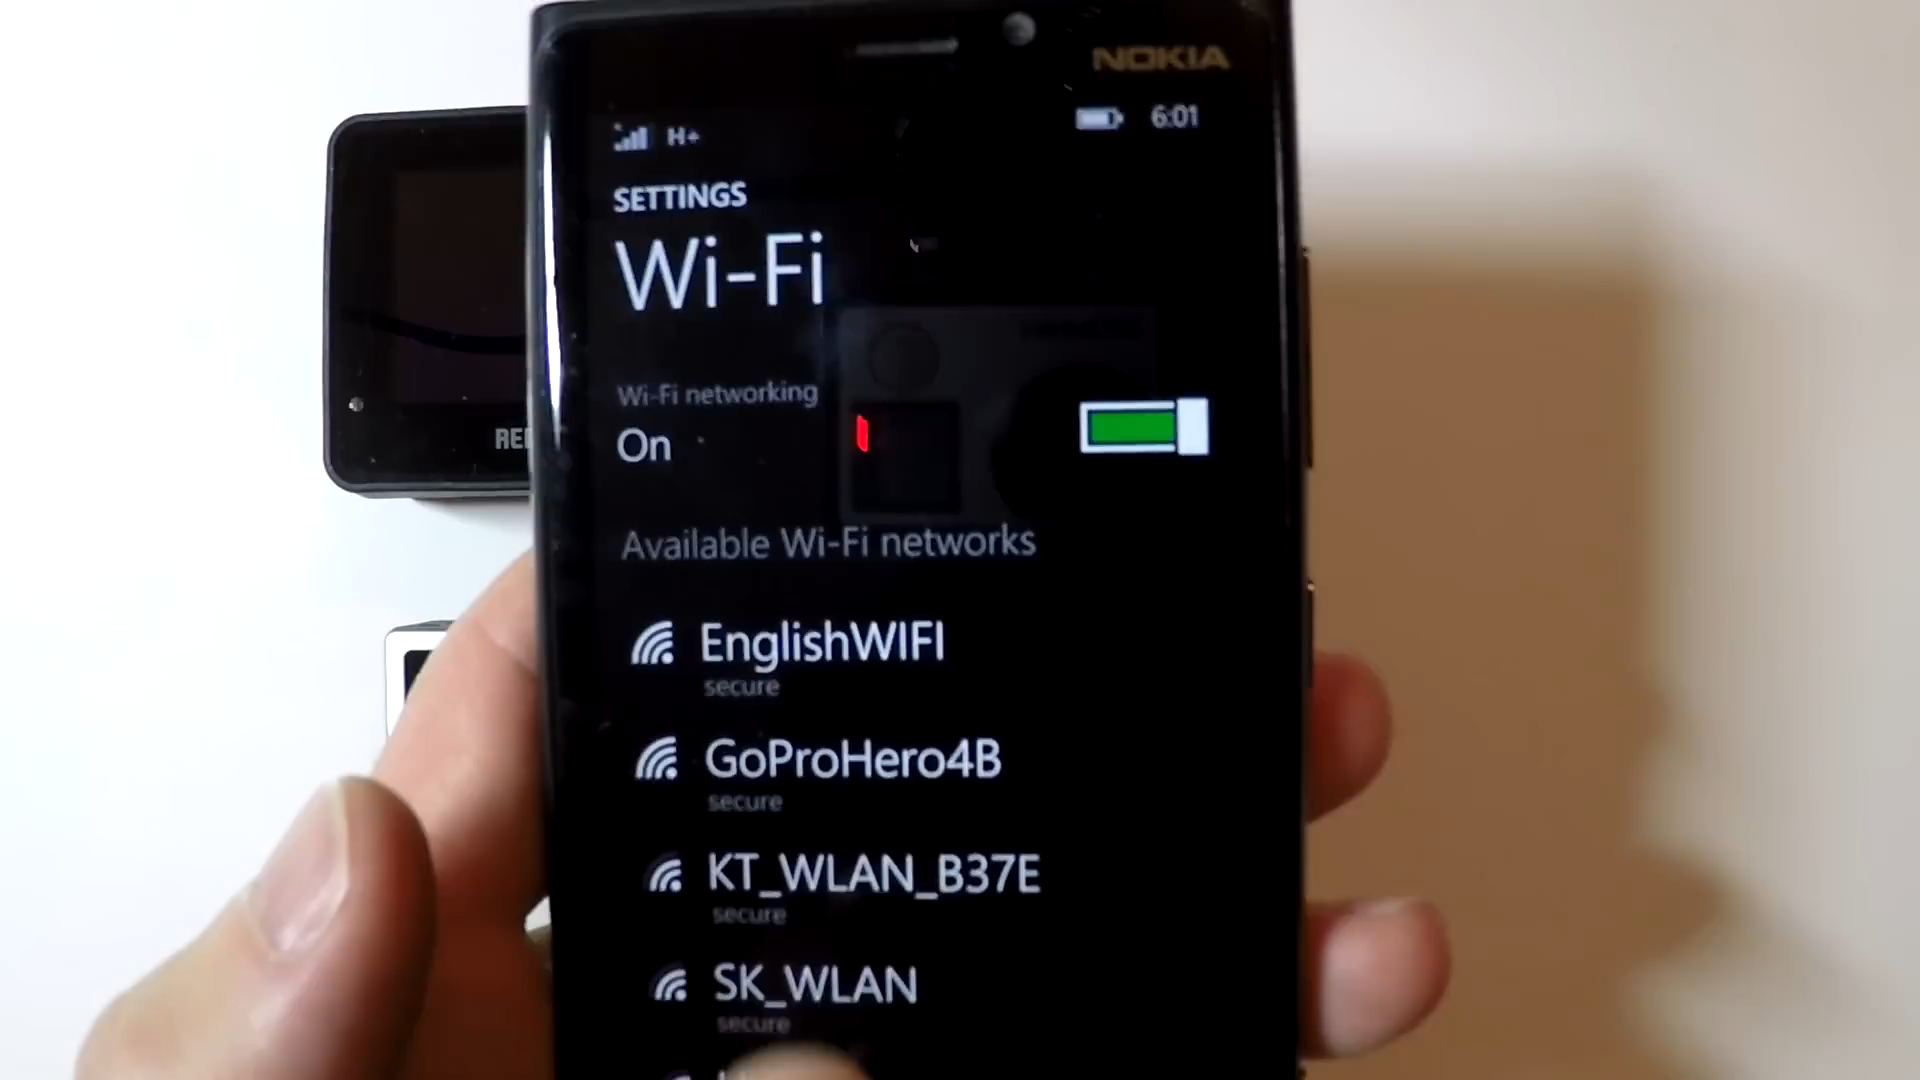 NOKIA
H+
6:01
SETTINGS
Wi-Fi
Wi-Fi networking
On
Available Wi-Fi networks
EnglishWIFI
secure
GoProHero4B
secure
KT_WLAN_B37E
secure
SK_WLAN
secure